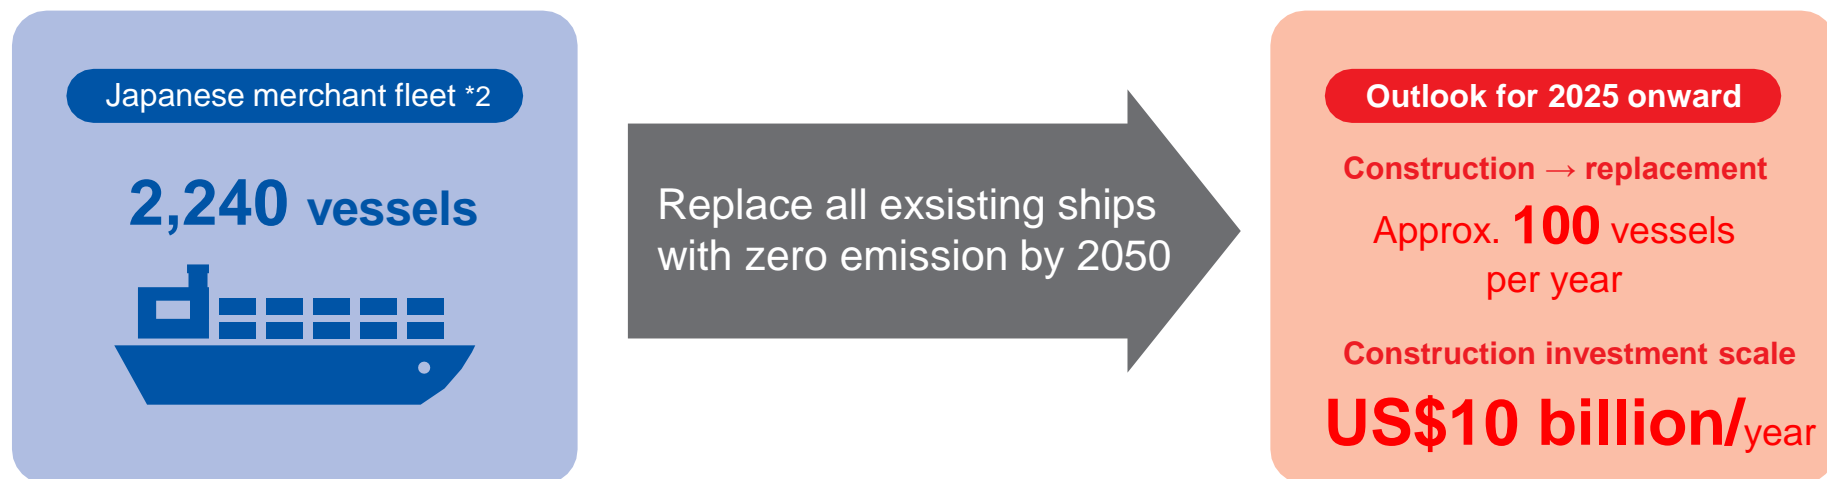 Japanese merchant fleet *2
2,240 vessels
Replace all exsisting ships
with zero emission by 2050
Outlook for 2025 onward
Construction → replacement
Approx. 100 vessels
per year
Construction investment scale
US$10 billion/year